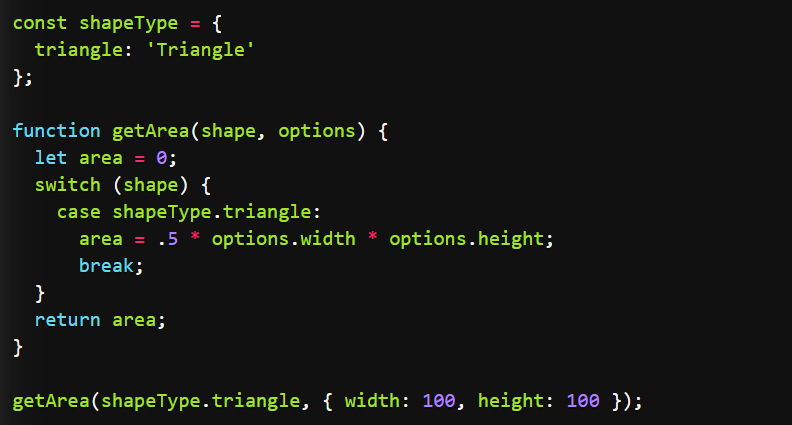 const shapeType = {
  triangle: 'Triangle'
};

function getArea(shape, options) {
  let area = 0;
  switch (shape) {
    case shapeType.triangle:
      area = .5 * options.width * options.height;
      break;
  }
  return area;
}

getArea(shapeType.triangle, { width: 100, height: 100 });